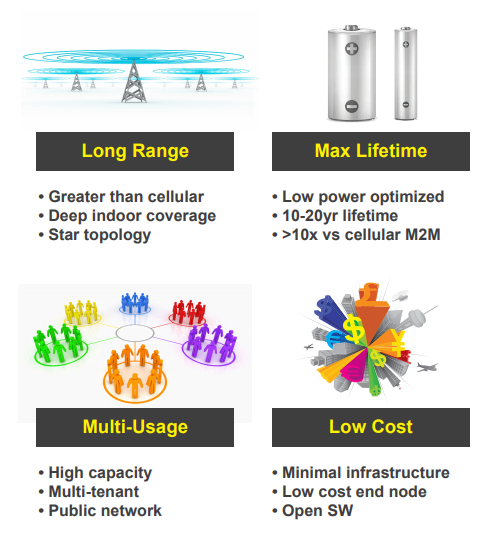 Long Range
• Greater than cellular
• Deep indoor coverage
• Star topology
Max Lifetime
• Low power optimized
• 10-20yr lifetime
• >10x vs cellular M2M
Multi-Usage
• High capacity
• Multi-tenant
• Public network
Low Cost
• Minimal infrastructure
• Low cost end node
• Open SW